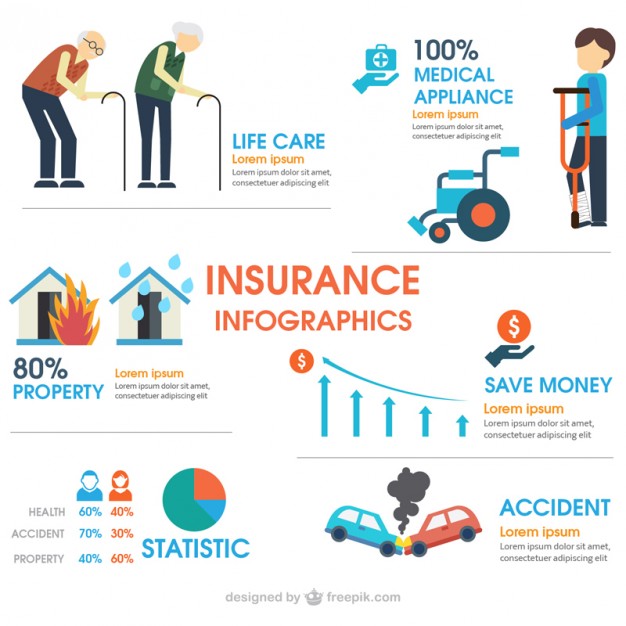 LIFE CARE
Lorem ipsum
Lorem ipsum dolor sit amet,
consectetuer adipiscing elit
100%
MEDICAL
APPLIANCE
Lorem ipsum
Lorem ipsum dolor sit amet,
consectetuer adipiscing elit
INSURANCE
INFOGRAPHICS
80%
PROPERTY
Lorem ipsum
Lorem ipsum dolor sit amet,
consectetuer adipiscing elit
$
$
SAVE MONEY
Lorem ipsum
Lorem ipsum dolor sit amet,
consectetuer adipiscing elit
HEALTH 60% 40%
ACCIDENT 70% 30%
PROPERTY 40% 60%
STATISTIC
ACCIDENT
Lorem ipsum
Lorem ipsum dolor sit amet,
consectetuer adipiscing elit
designed by freepik.com